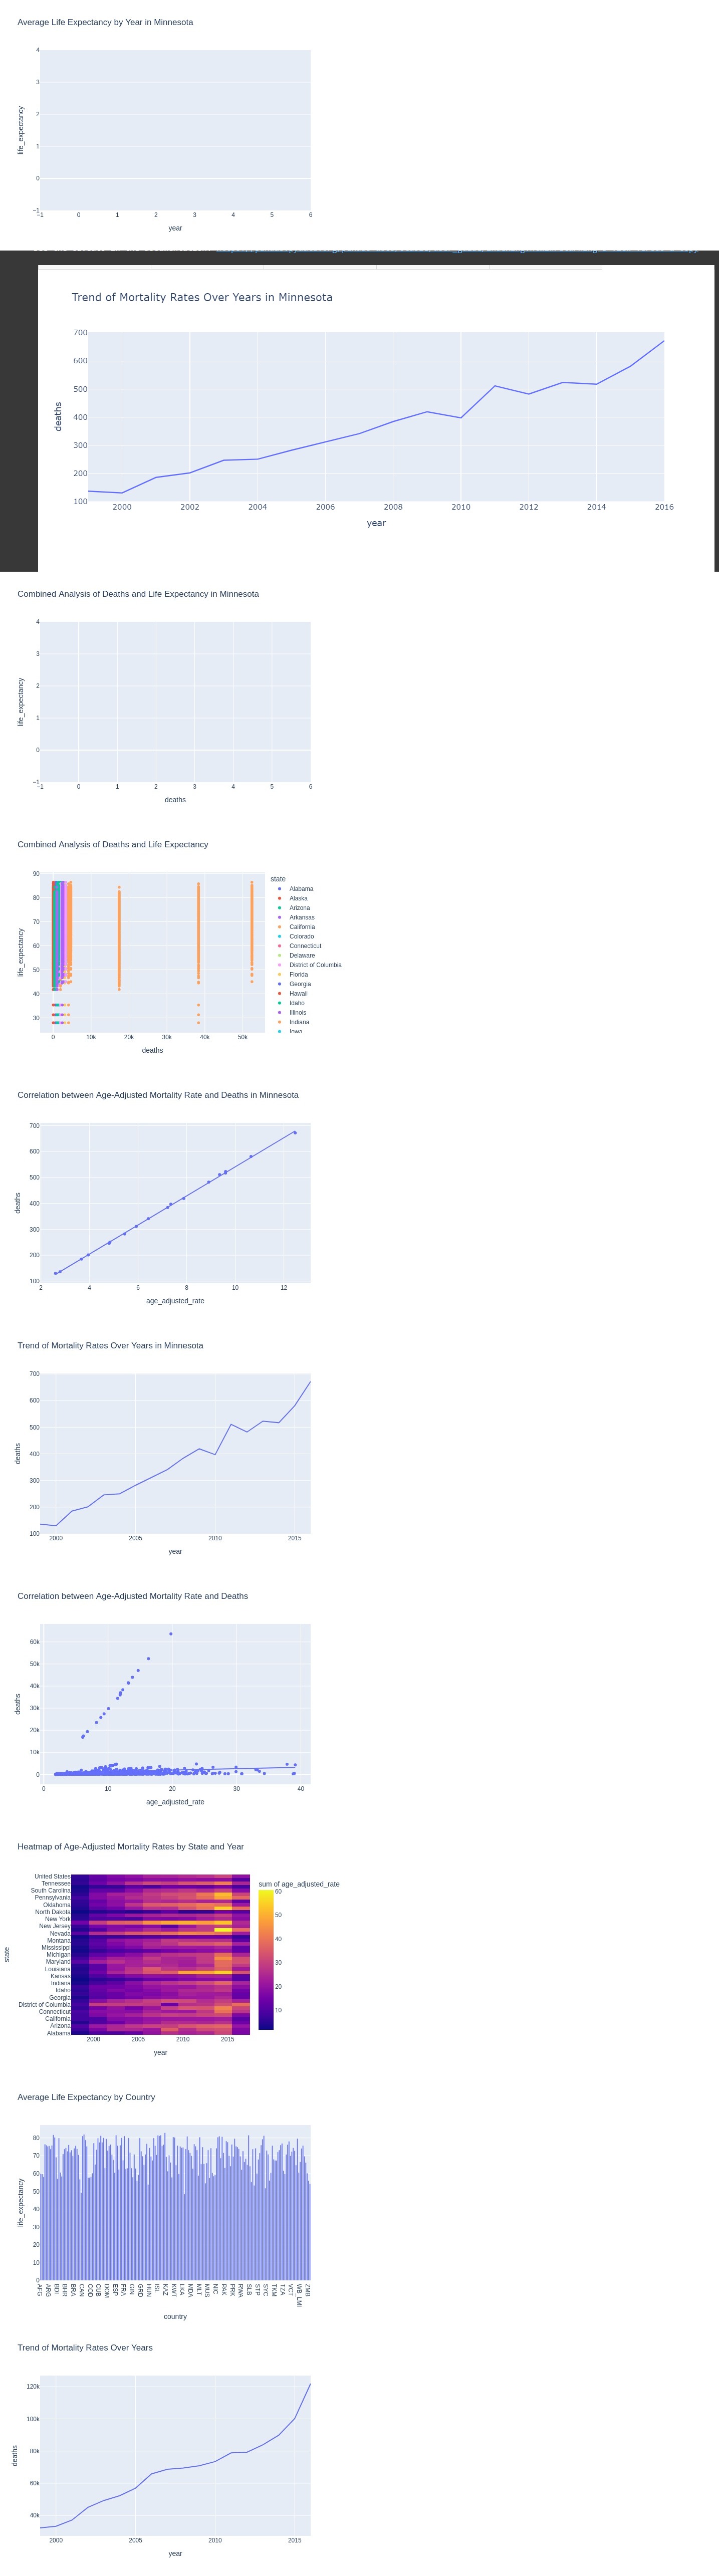 Average Life Expectancy by Year in Minnesota
4
3
2
1
0
−1
life_expectancy
−1 0 1 2 3 4 5 6
year
Trend of Mortality Rates Over Years in Minnesota
700
600
500
400
300
200
100
deaths
2000 2002 2004 2006 2008 2010 2012 2014 2016
year
Combined Analysis of Deaths and Life Expectancy in Minnesota
4
3
2
1
0
−1
life_expectancy
−1 0 1 2 3 4 5 6
deaths
Combined Analysis of Deaths and Life Expectancy
90
80
70
60
50
40
30
life_expectancy
0 10k 20k 30k 40k 50k
deaths
state
Alabama
Alaska
Arizona
Arkansas
California
Colorado
Connecticut
Delaware
District of Columbia
Florida
Georgia
Hawaii
Idaho
Illinois
Indiana
Iowa
Correlation between Age-Adjusted Mortality Rate and Deaths in Minnesota
700
600
500
400
300
200
100
deaths
2 4 6 8 10 12
age_adjusted_rate
Trend of Mortality Rates Over Years in Minnesota
700
600
500
400
300
200
100
deaths
2000 2005 2010 2015
year
Correlation between Age-Adjusted Mortality Rate and Deaths
60k
50k
40k
30k
20k
10k
0
deaths
0 10 20 30 40
age_adjusted_rate
Heatmap of Age-Adjusted Mortality Rates by State and Year
United States
Tennessee
South Carolina
Pennsylvania
Oklahoma
North Dakota
New York
New Jersey
Nevada
Montana
Mississippi
Michigan
Maryland
Louisiana
Kansas
Indiana
Idaho
Georgia
District of Columbia
Connecticut
California
Arizona
Alabama
state
2000 2005 2010 2015
year
sum of age_adjusted_rate
60
50
40
30
20
10
Average Life Expectancy by Country
80
70
60
50
40
30
20
10
0
life_expectancy
AFG ARG BDI BHR BRA CAN COD CUB DOM ESP FRA GIN GRD HUN ISL KAZ KWT LKA MDA MLT MUS NIC PAK PRK RWA SLB STP SYC TKM TZA VCT WB_LMI ZMB
country
Trend of Mortality Rates Over Years
120k
100k
80k
60k
40k
deaths
2000 2005 2010 2015
year